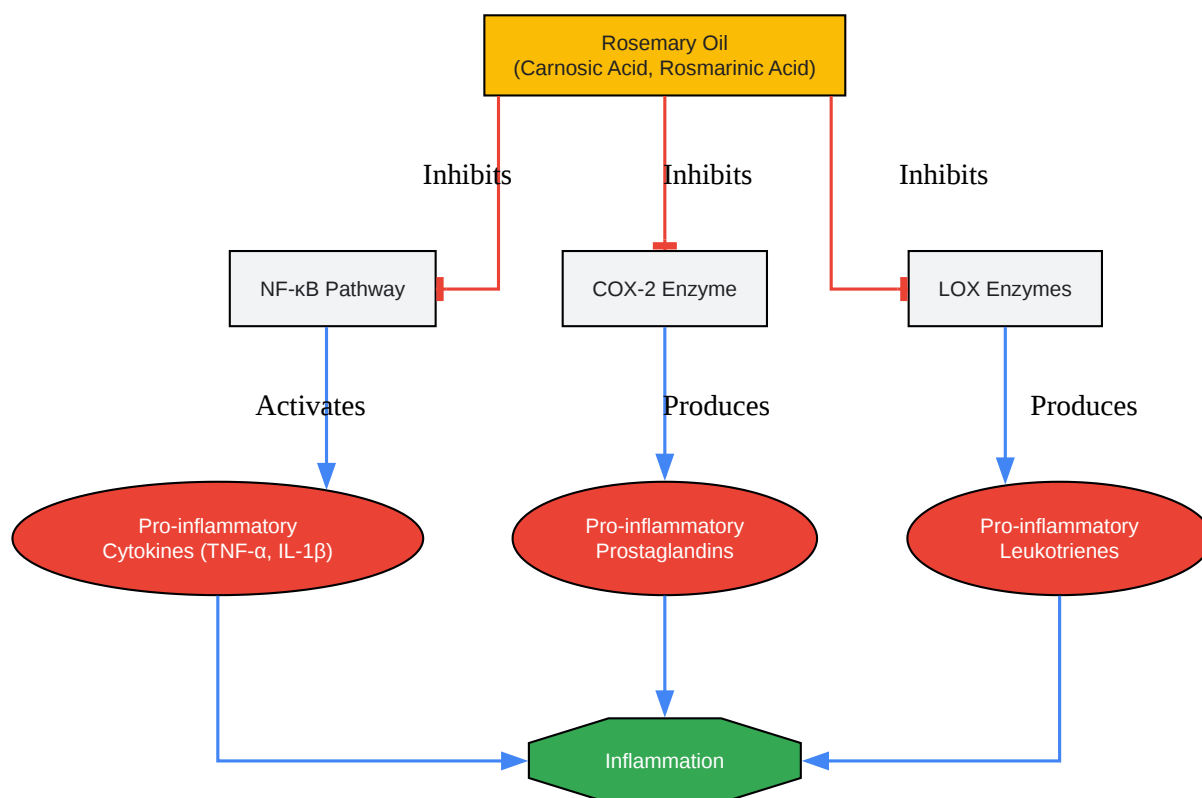 Rosemary Oil
(Carnosic Acid, Rosmarinic Acid)
Inhibits
Inhibits
Inhibits
NF-κB Pathway
COX-2 Enzyme
LOX Enzymes
Activates
Produces
Produces
Pro-inflammatory
Cytokines (TNF-α, IL-1β)
Pro-inflammatory
Prostaglandins
Pro-inflammatory
Leukotrienes
Inflammation